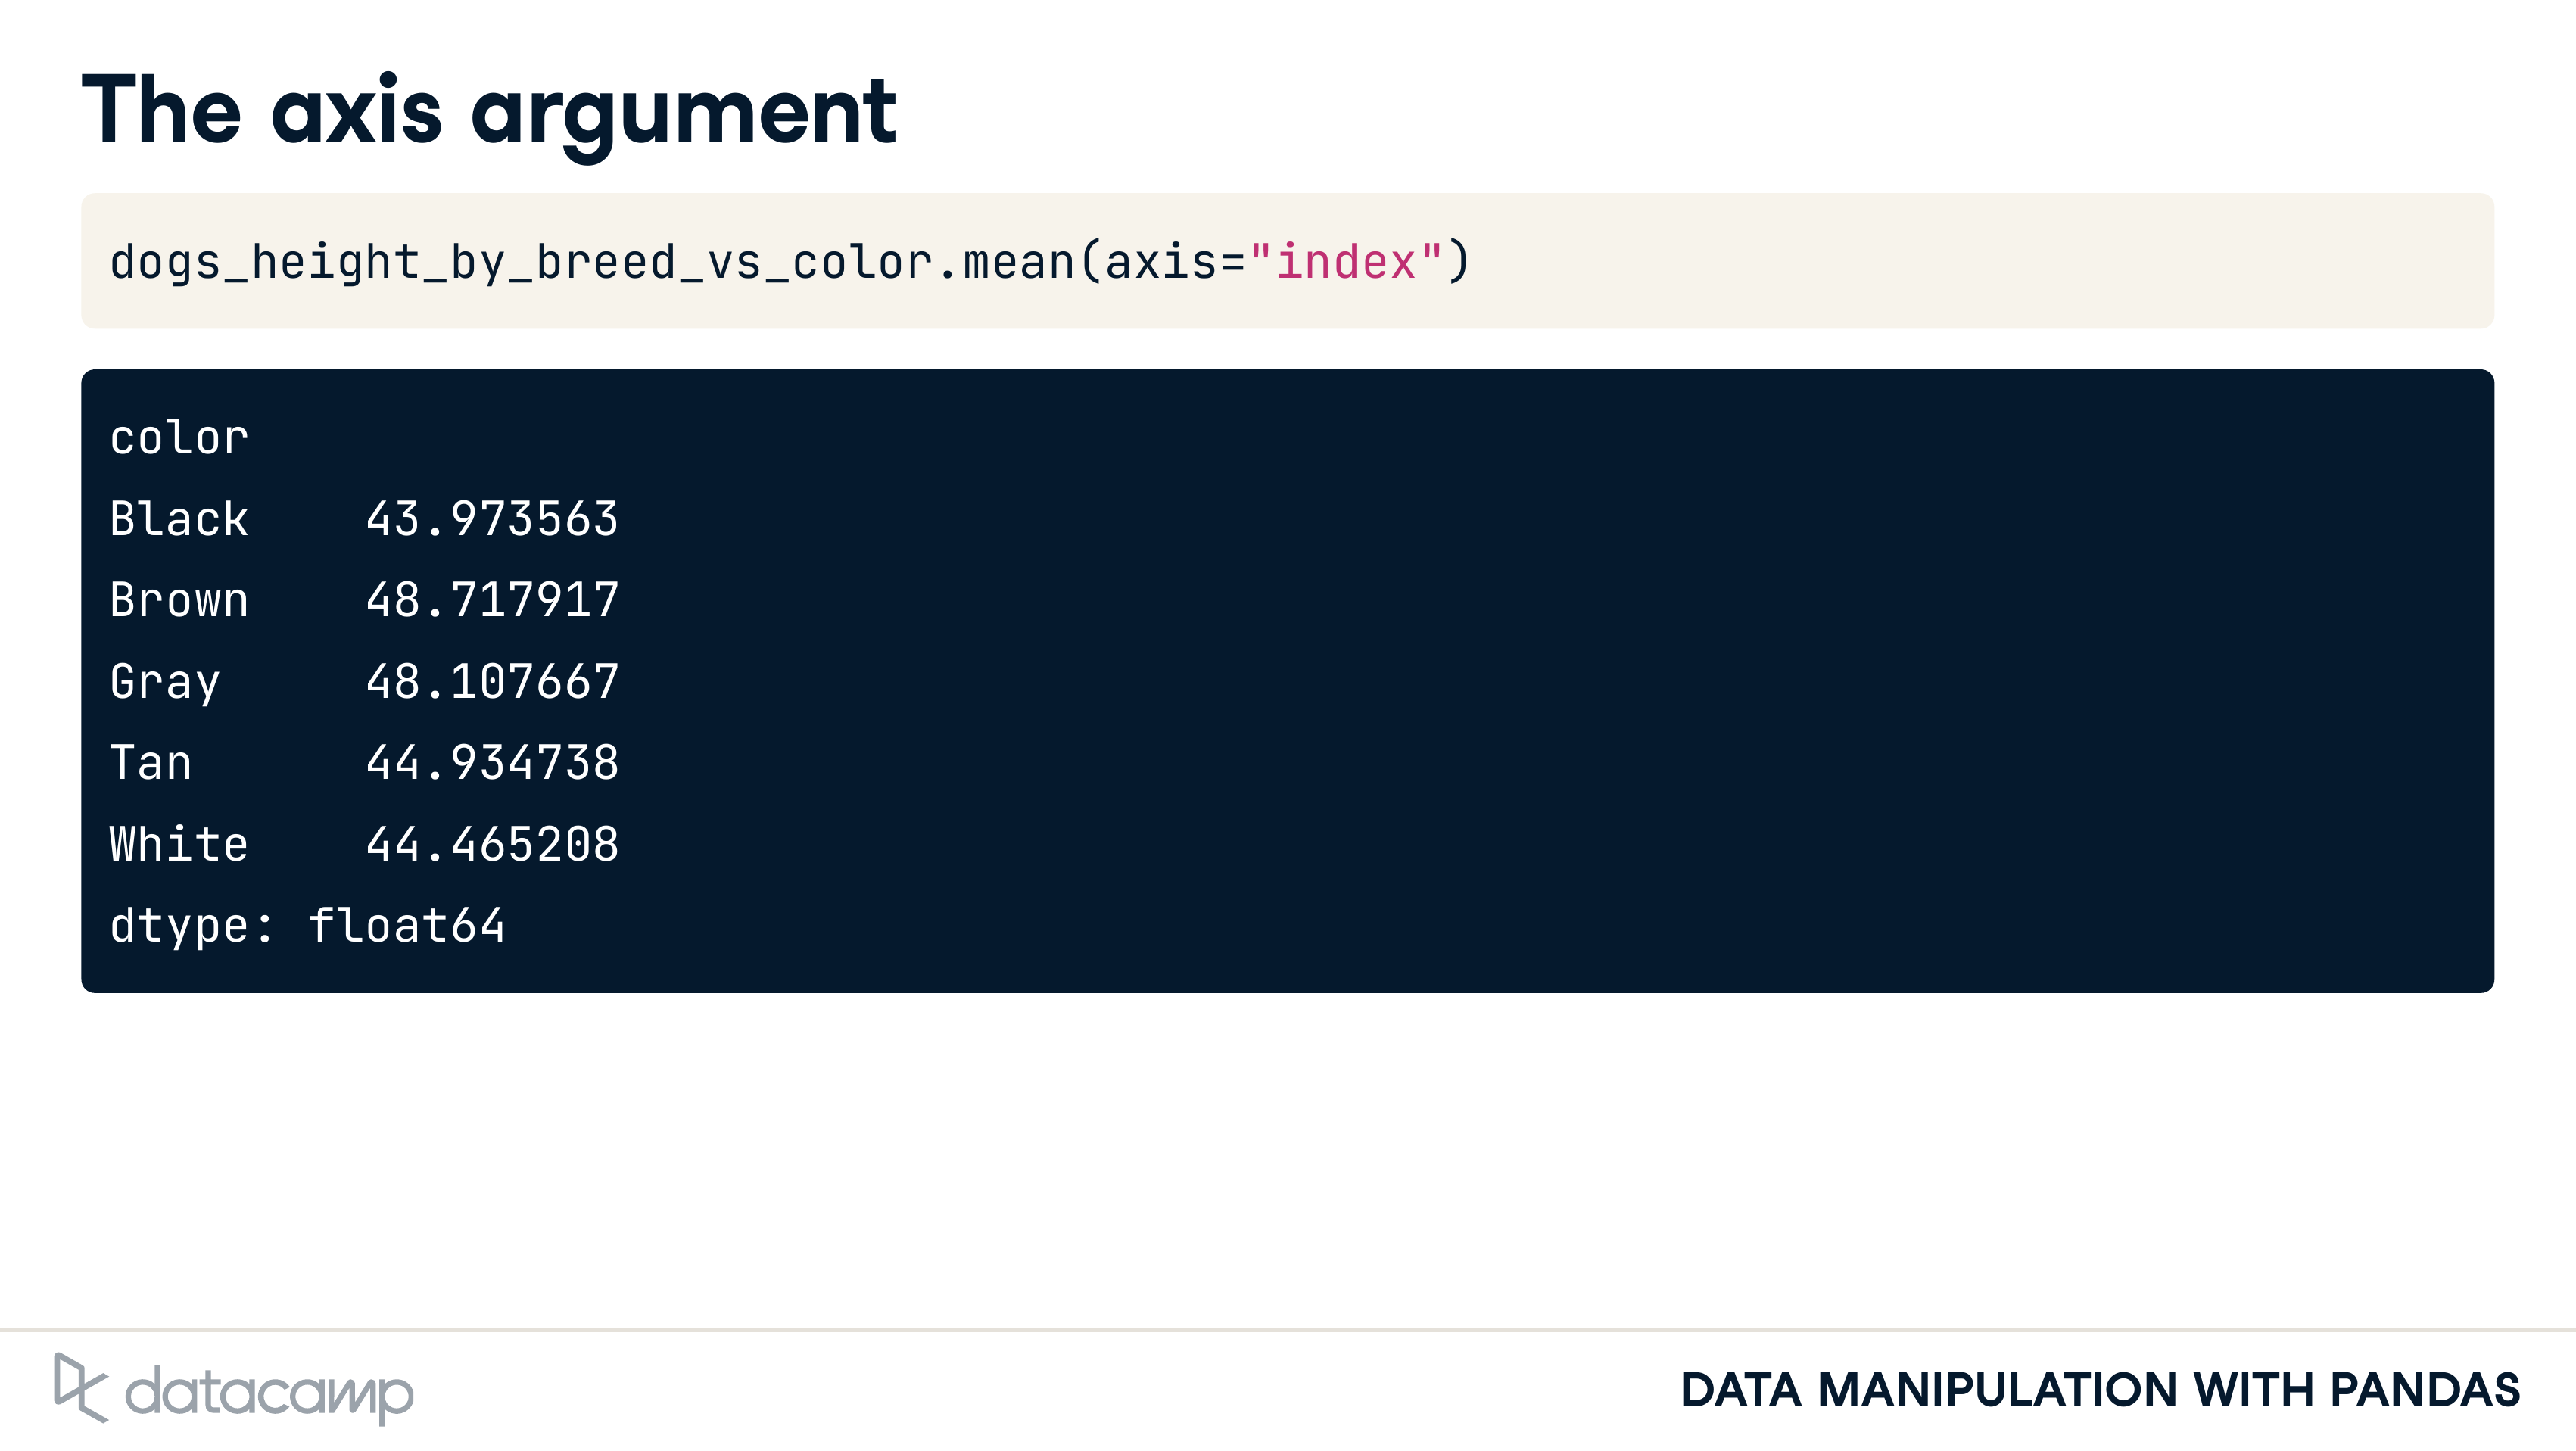 The axis argument
dogs_height_by_breed_vs_color.mean(axis="index")
color
Black    43.973563
Brown    48.717917
Gray     48.107667
Tan      44.934738
White    44.465208
dtype: float64
datacamp
DATA MANIPULATION WITH PANDAS